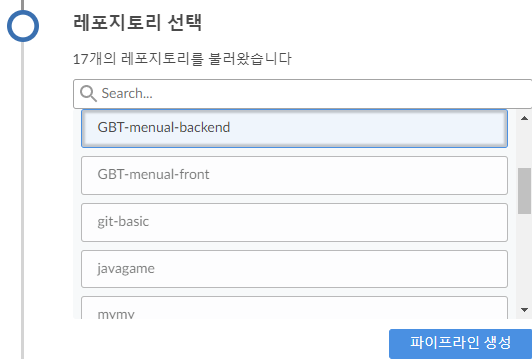 레포지토리 선택
17개의 레포지토리를 불러왔습니다
Search...
GBT-menual-backend
GBT-menual-front
git-basic
javagame
mymy
파이프라인 생성